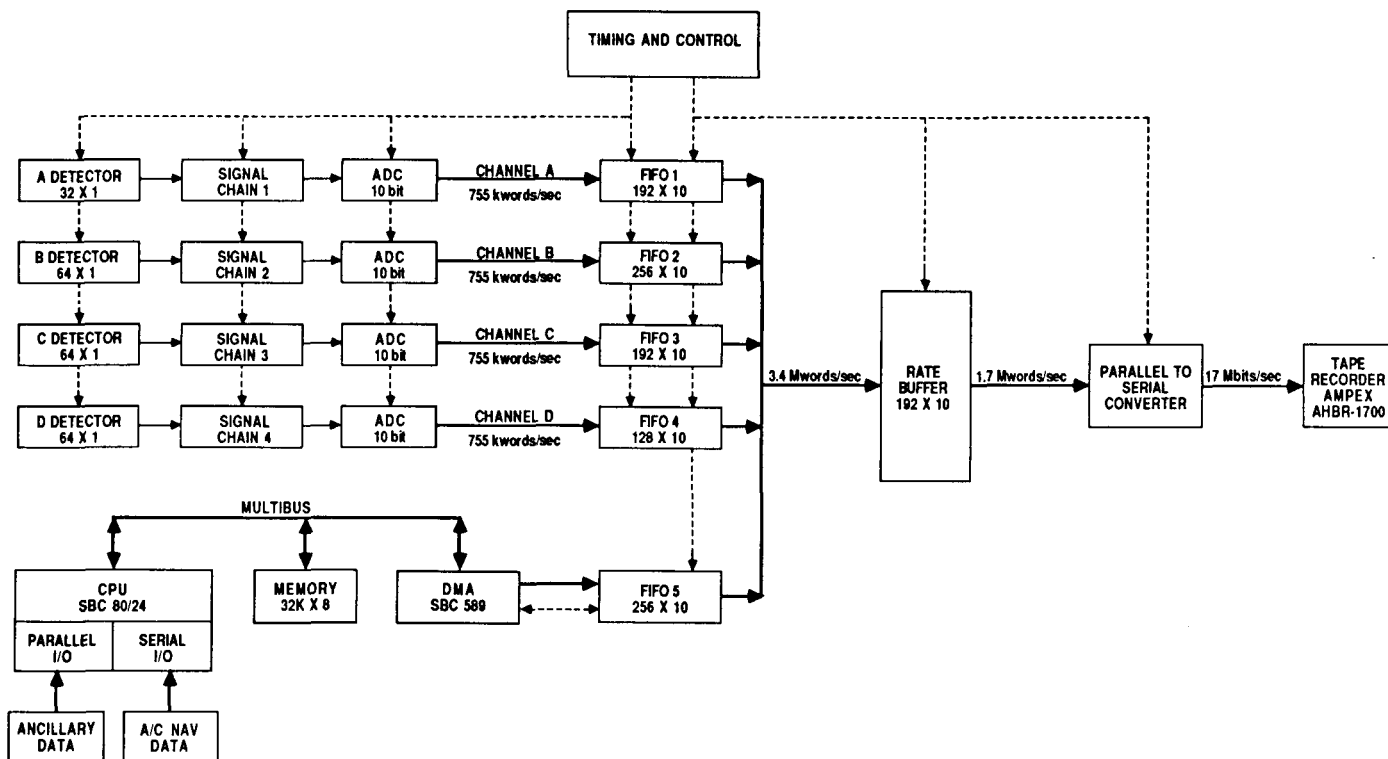 TIMING AND CONTROL
A DETECTOR
32 X 1
SIGNAL
CHAIN 1
ADC
10 bit
CHANNEL A
755 kwords/sec
FIFO 1
192 X 10
B DETECTOR
64 X 1
SIGNAL
CHAIN 2
ADC
10 bit
CHANNEL B
755 kwords/sec
FIFO 2
256 X 10
C DETECTOR
64 X 1
SIGNAL
CHAIN 3
ADC
10 bit
CHANNEL C
755 kwords/sec
FIFO 3
192 X 10
D DETECTOR
64 X 1
SIGNAL
CHAIN 4
ADC
10 bit
CHANNEL D
755 kwords/sec
FIFO 4
128 X 10
3.4 Mwords/sec
RATE
BUFFER
192 X 10
1.7 Mwords/sec
PARALLEL TO
SERIAL
CONVERTER
17 Mbits/sec
TAPE
RECORDER
AMPEX
AHBR-1700
MULTIBUS
CPU
SBC 80/24
PARALLEL
I/O
SERIAL
I/O
MEMORY
32K X 8
DMA
SBC 589
FIFO 5
256 X 10
ANCILLARY
DATA
A/C NAV
DATA